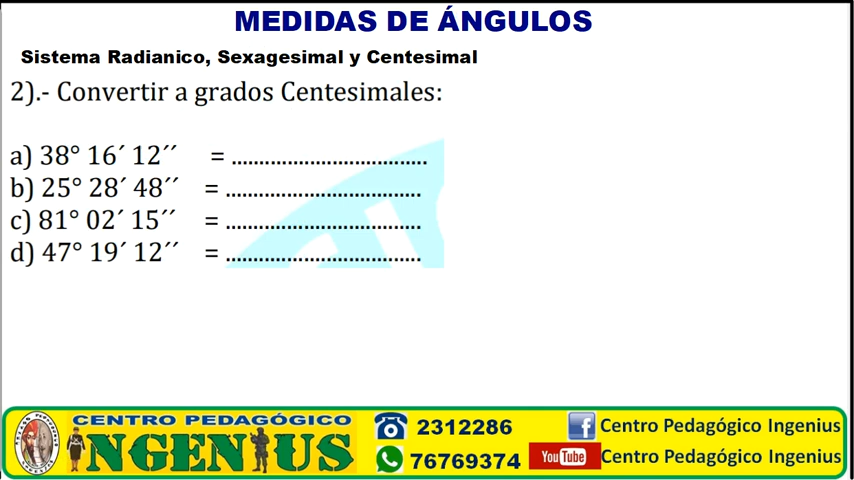 MEDIDAS DE ÁNGULOS
Sistema Radianico, Sexagesimal y Centesimal
2).- Convertir a grados Centesimales:
a) 38° 16´ 12´´ = ...................................
b) 25° 28´ 48´´ = ...................................
c) 81° 02´ 15´´ = ...................................
d) 47° 19´ 12´´ = ...................................
CENTRO PEDAGÓGICO
INGENIUS
2312286
76769374
Centro Pedagógico Ingenius
YouTube Centro Pedagógico Ingenius